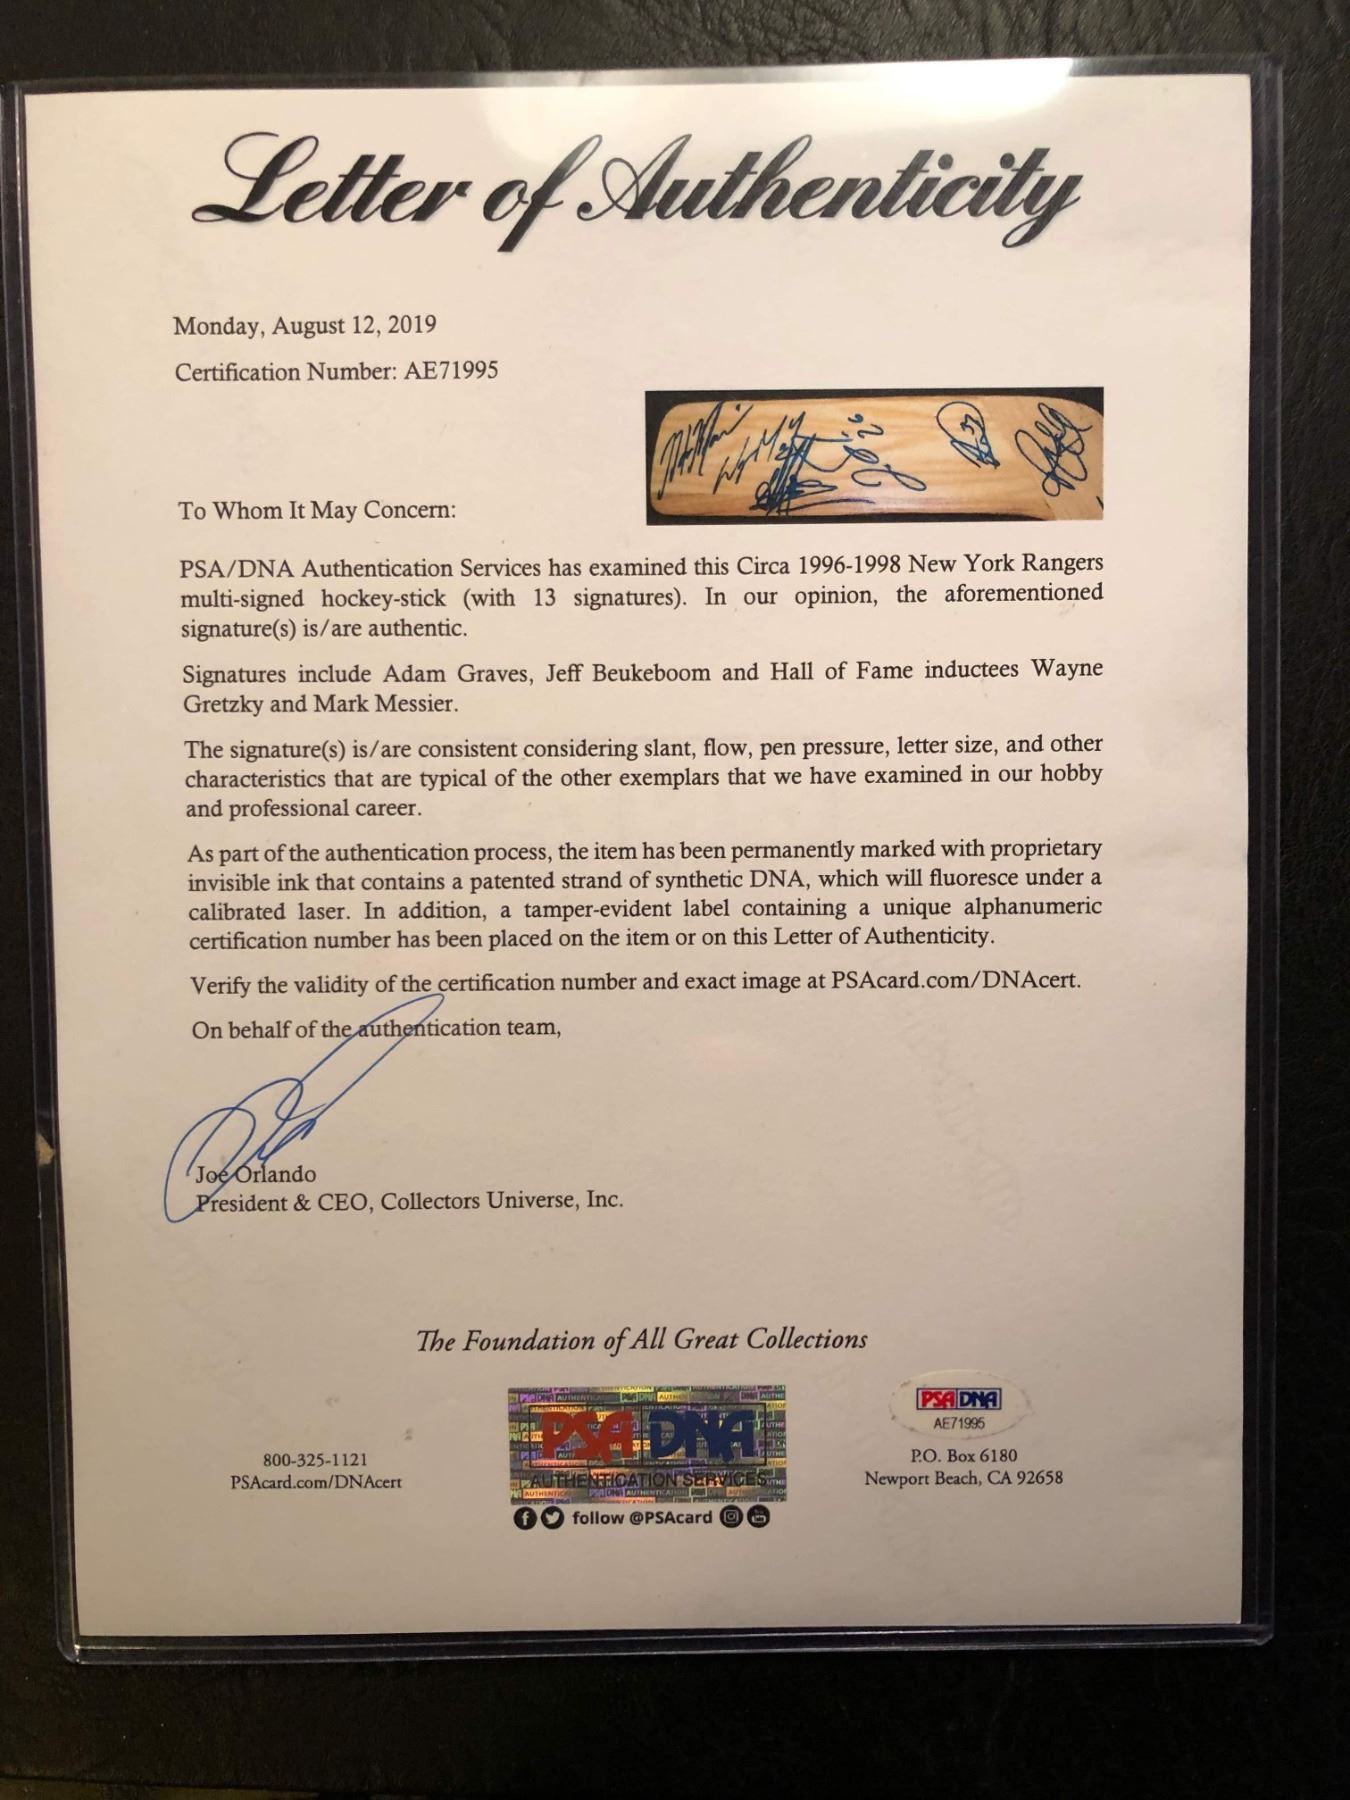 Letter of Authenticity
Monday, August 12, 2019
Certification Number: AE71995
To Whom It May Concern:
PSA/DNA Authentication Services has examined this Circa 1996-1998 New York Rangers
multi-signed hockey-stick (with 13 signatures). In our opinion, the aforementioned
signature(s) is/are authentic.
Signatures include Adam Graves, Jeff Beukeboom and Hall of Fame inductees Wayne
Gretzky and Mark Messier.
The signature(s) is/are consistent considering slant, flow, pen pressure, letter size, and other
characteristics that are typical of the other exemplars that we have examined in our hobby
and professional career.
As part of the authentication process, the item has been permanently marked with proprietary
invisible ink that contains a patented strand of synthetic DNA, which will fluoresce under a
calibrated laser. In addition, a tamper-evident label containing a unique alphanumeric
certification number has been placed on the item or on this Letter of Authenticity.
Verify the validity of the certification number and exact image at PSAcard.com/DNAcert.
On behalf of the authentication team,
Joe Orlando
President & CEO, Collectors Universe, Inc.
The Foundation of All Great Collections
800-325-1121
PSAcard.com/DNAcert
PSA DNA
AUTHENTICATION SERVICES
follow @PSAcard
PSA DNA
AE71995
P.O. Box 6180
Newport Beach, CA 92658